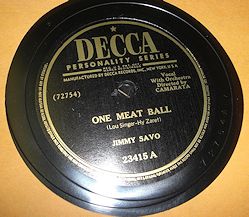 DECCA
PERSONALITY SERIES
MANUFACTURED BY DECCA RECORDS, INC., NEW YORK, U S A
(72754)
Vocal
With Orchestra
Directed by
CAMARATA
ONE MEAT BALL
(Lou Singer-Hy Zaret)
JIMMY SAVO
23415 A